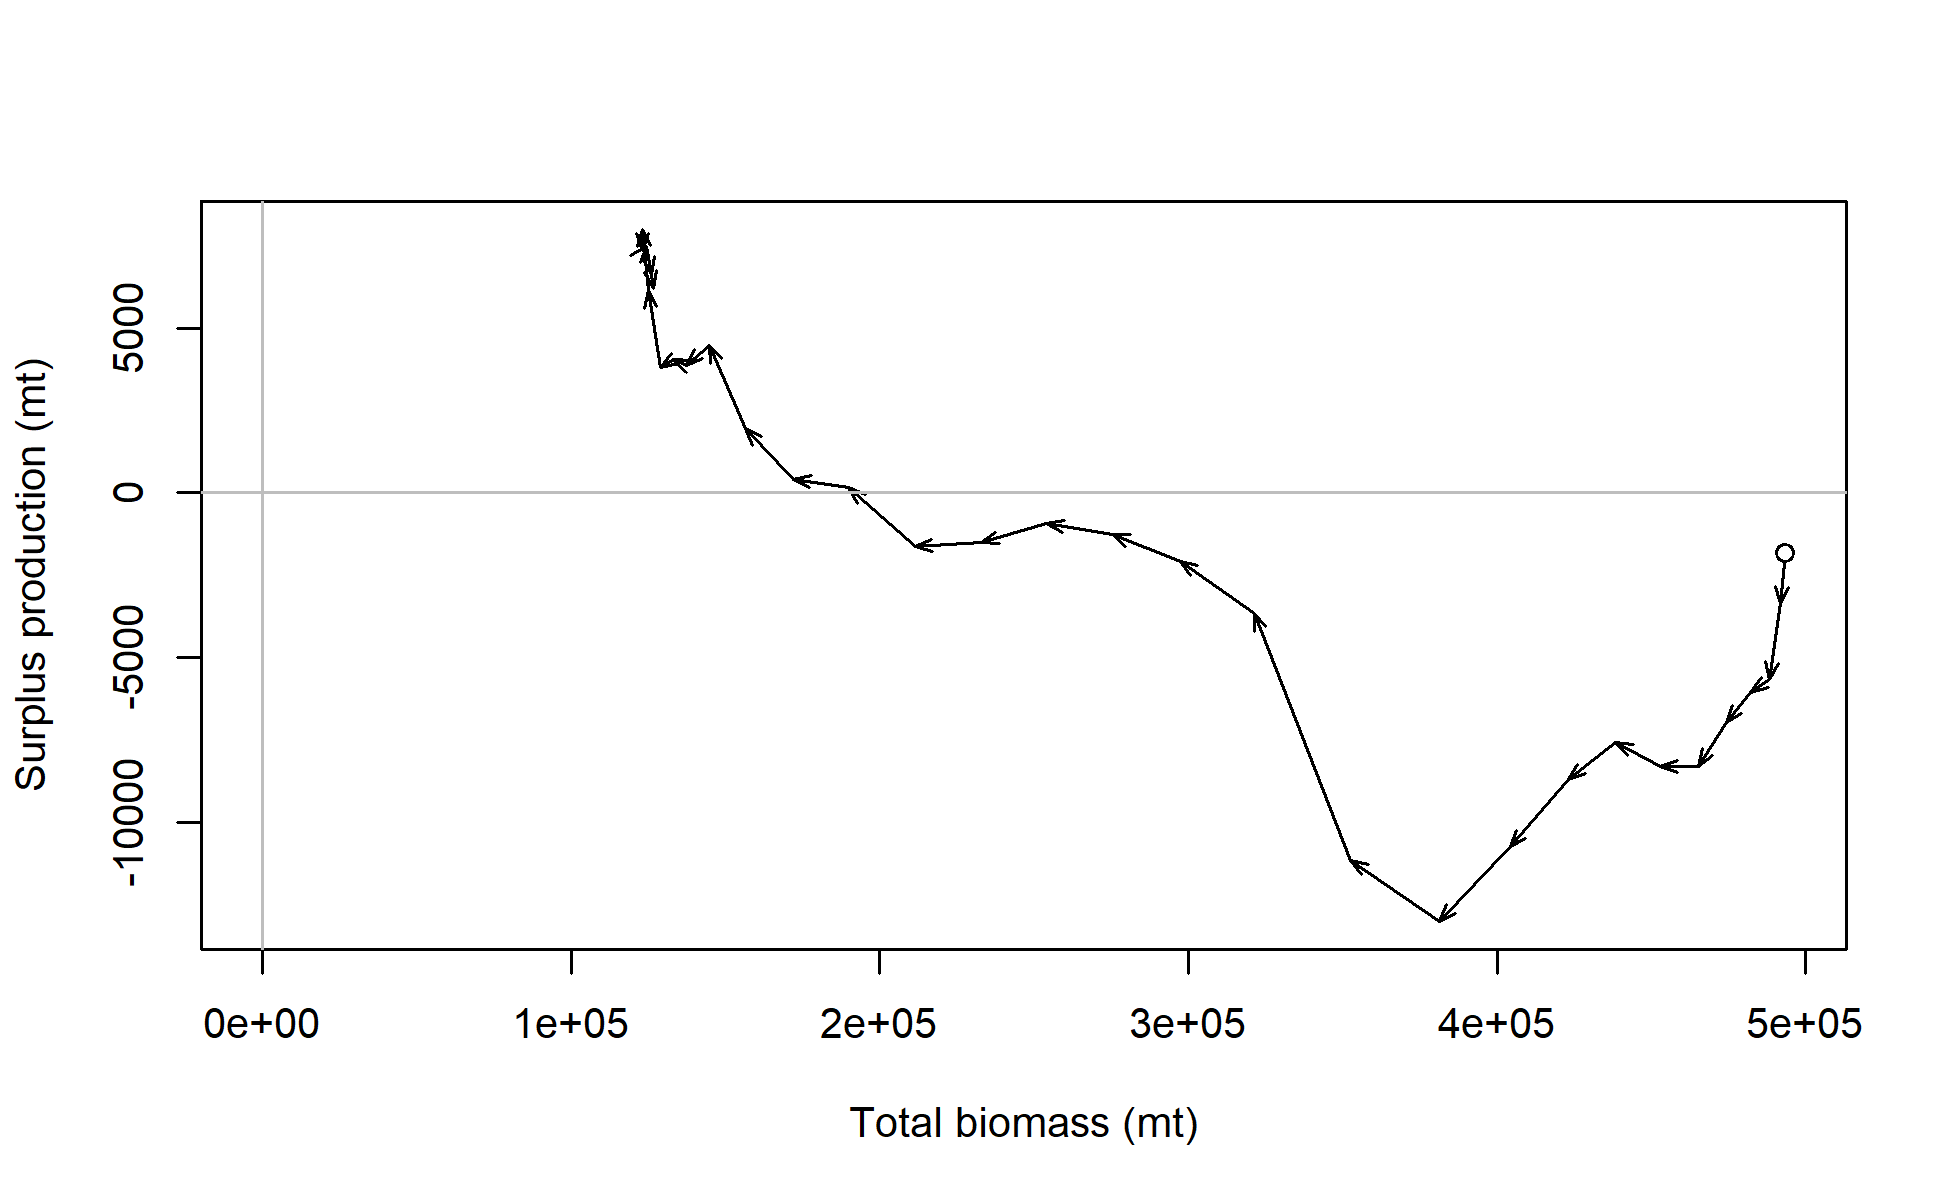 Surplus production (mt)
5000
0
-5000
-10000
0e+00 1e+05 2e+05 3e+05 4e+05 5e+05
Total biomass (mt)